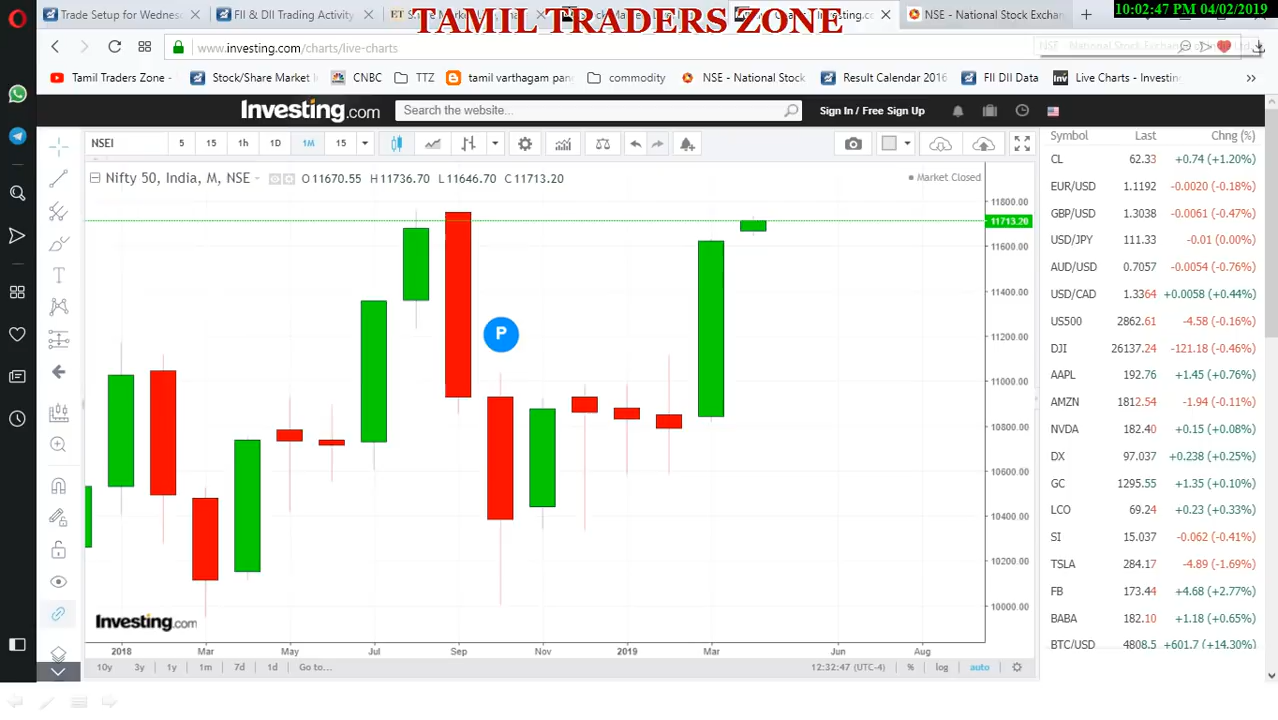 TAMIL TRADERS ZONE
10:02:47 PM 04/02/2019
Trade Setup for Wednes
FII & DII Trading Activity
NSE - National Stock Exchan
www.investing.com/charts/live-charts
Tamil Traders Zone -
Stock/Share Market I
CNBC
TTZ
tamil varthagam pan
commodity
NSE - National Stock
Result Calendar 2016
FII DII Data
Live Charts - Investin
Investing.com
Search the website...
Sign In / Free Sign Up
NSEI 5 15 1h 1D 1M 15
Symbol Last Chng (%)
Nifty 50, India, M, NSE O 11670.55 H 11736.70 L 11646.70 C 11713.20
Market Closed
11800.00
11713.20
11600.00
11400.00
11200.00
11000.00
10800.00
10600.00
10400.00
10200.00
10000.00
P
CL 62.33 +0.74 (+1.20%)
EUR/USD 1.1192 -0.0020 (-0.18%)
GBP/USD 1.3038 -0.0061 (-0.47%)
USD/JPY 111.33 -0.01 (0.00%)
AUD/USD 0.7057 -0.0054 (-0.76%)
USD/CAD 1.3364 +0.0058 (+0.44%)
US500 2862.61 -4.58 (-0.16%)
DJI 26137.24 -121.18 (-0.46%)
AAPL 192.76 +1.45 (+0.76%)
AMZN 1812.54 -1.94 (-0.11%)
NVDA 182.40 +0.15 (+0.08%)
DX 97.037 +0.238 (+0.25%)
GC 1295.55 +1.35 (+0.10%)
LCO 69.24 +0.23 (+0.33%)
SI 15.037 -0.062 (-0.41%)
TSLA 284.17 -4.89 (-1.69%)
FB 173.44 +4.68 (+2.77%)
BABA 182.10 +1.18 (+0.65%)
BTC/USD 4808.5 +601.7 (+14.30%)
Investing.com
2018 Mar May Jul Sep Nov 2019 Mar Jun Aug
10y 3y 1y 1m 7d 1d Go to...
12:32:47 (UTC-4) % log auto